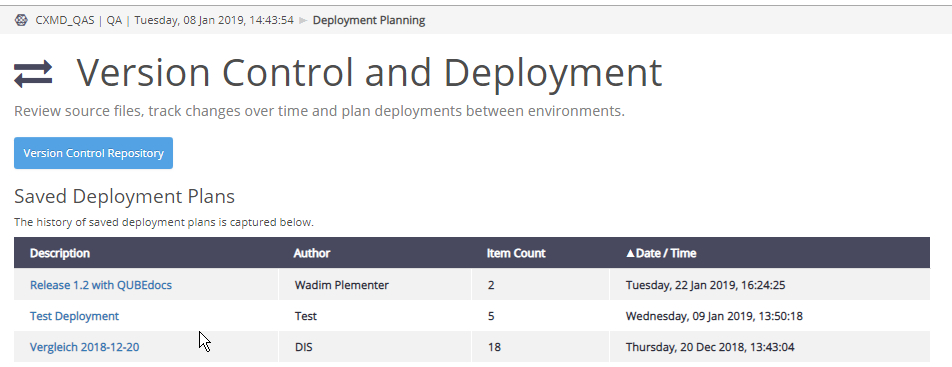 CXMD_QAS | QA | Tuesday, 08 Jan 2019, 14:43:54 ▶ Deployment Planning
Version Control and Deployment
Review source files, track changes over time and plan deployments between environments.
Version Control Repository
Saved Deployment Plans
The history of saved deployment plans is captured below.
Description Author Item Count ▲Date / Time
Release 1.2 with QUBEdocs Wadim Plementer 2 Tuesday, 22 Jan 2019, 16:24:25
Test Deployment Test 5 Wednesday, 09 Jan 2019, 13:50:18
Vergleich 2018-12-20 DIS 18 Thursday, 20 Dec 2018, 13:43:04